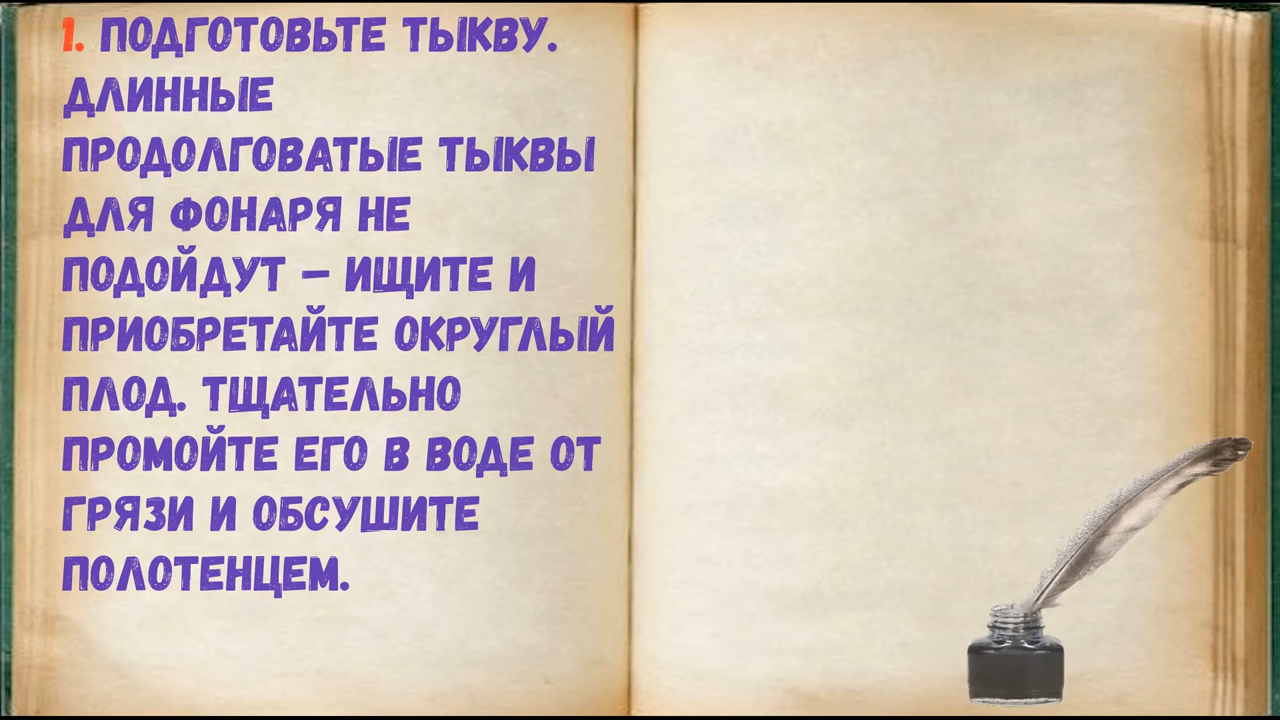 1. ПОДГОТОВЬТЕ ТЫКВУ.
ДЛИННЫЕ
ПРОДОЛГОВАТЫЕ ТЫКВЫ
ДЛЯ ФОНАРЯ НЕ
ПОДОЙДУТ – ИЩИТЕ И
ПРИОБРЕТАЙТЕ ОКРУГЛЫЙ
ПЛОД. ТЩАТЕЛЬНО
ПРОМОЙТЕ ЕГО В ВОДЕ ОТ
ГРЯЗИ И ОБСУШИТЕ
ПОЛОТЕНЦЕМ.